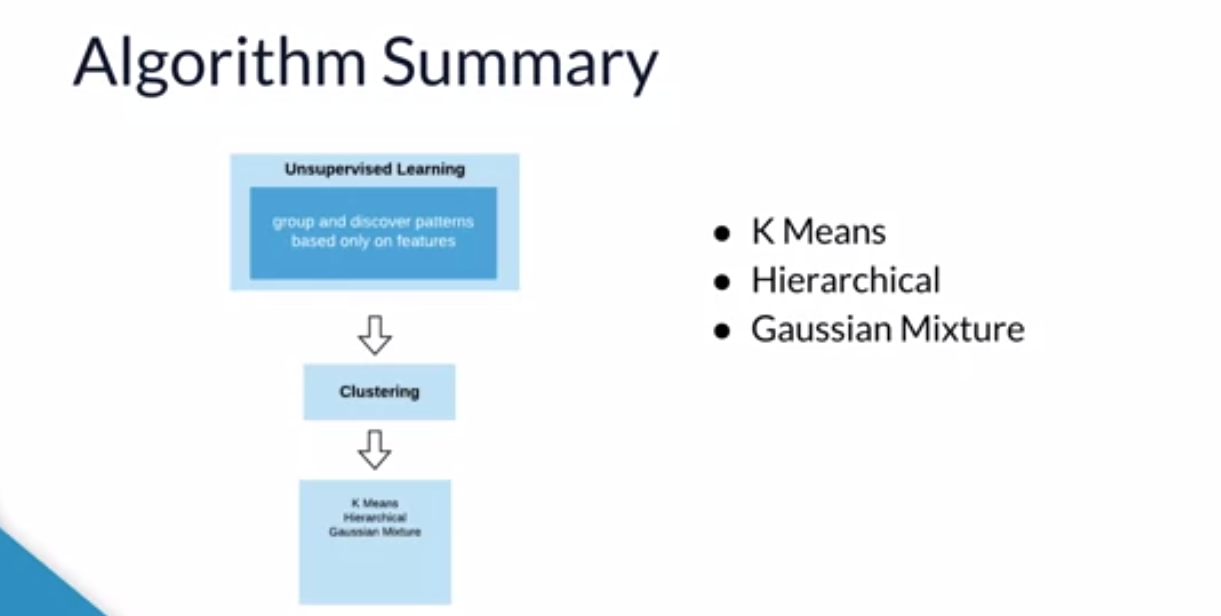 Algorithm Summary
Unsupervised Learning
group and discover patterns
based only on features
Clustering
K Means
Hierarchical
Gaussian Mixture
● K Means
● Hierarchical
● Gaussian Mixture